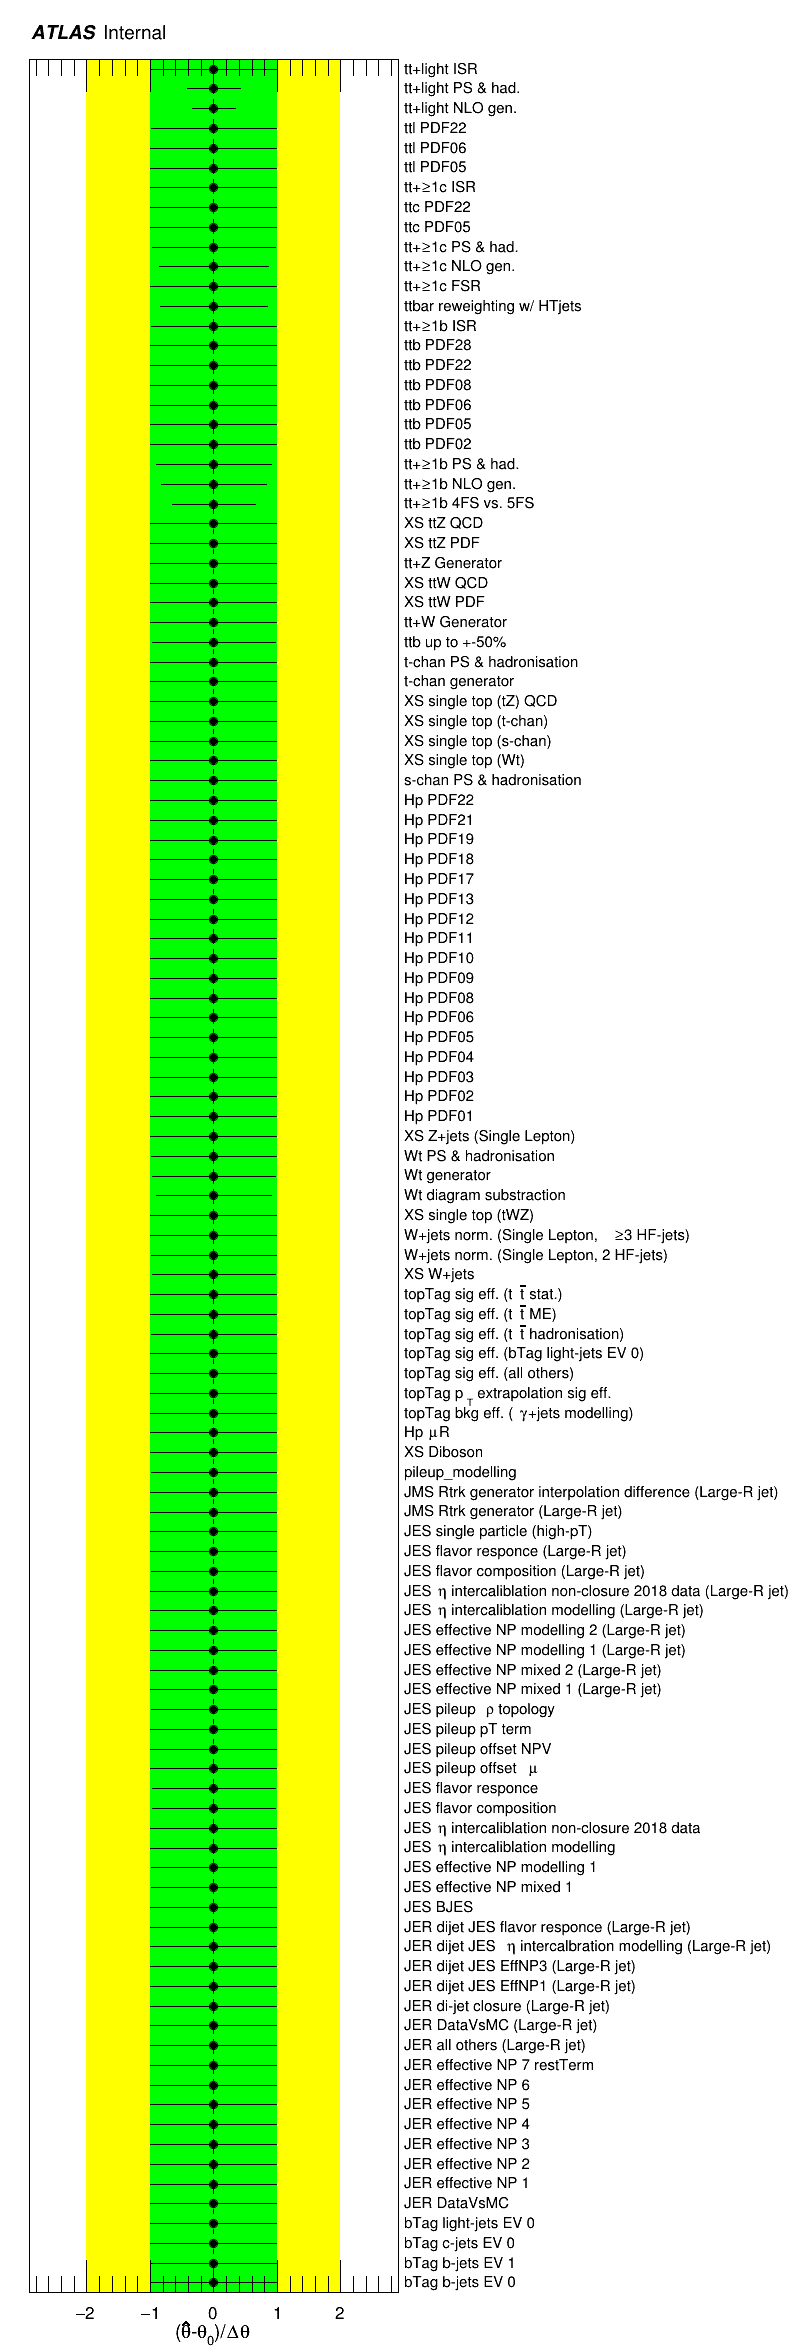 ATLAS Internal
tt+light ISR
tt+light PS & had.
tt+light NLO gen.
ttl PDF22
ttl PDF06
ttl PDF05
tt+≥1c ISR
ttc PDF22
ttc PDF05
tt+≥1c PS & had.
tt+≥1c NLO gen.
tt+≥1c FSR
ttbar reweighting w/ HTjets
tt+≥1b ISR
ttb PDF28
ttb PDF22
ttb PDF08
ttb PDF06
ttb PDF05
ttb PDF02
tt+≥1b PS & had.
tt+≥1b NLO gen.
tt+≥1b 4FS vs. 5FS
XS ttZ QCD
XS ttZ PDF
tt+Z Generator
XS ttW QCD
XS ttW PDF
tt+W Generator
ttb up to +-50%
t-chan PS & hadronisation
t-chan generator
XS single top (tZ) QCD
XS single top (t-chan)
XS single top (s-chan)
XS single top (Wt)
s-chan PS & hadronisation
Hp PDF22
Hp PDF21
Hp PDF19
Hp PDF18
Hp PDF17
Hp PDF13
Hp PDF12
Hp PDF11
Hp PDF10
Hp PDF09
Hp PDF08
Hp PDF06
Hp PDF05
Hp PDF04
Hp PDF03
Hp PDF02
Hp PDF01
XS Z+jets (Single Lepton)
Wt PS & hadronisation
Wt generator
Wt diagram substraction
XS single top (tWZ)
W+jets norm. (Single Lepton, ≥3 HF-jets)
W+jets norm. (Single Lepton, 2 HF-jets)
XS W+jets
topTag sig eff. (t t̄ stat.)
topTag sig eff. (t t̄ ME)
topTag sig eff. (t t̄ hadronisation)
topTag sig eff. (bTag light-jets EV 0)
topTag sig eff. (all others)
topTag p_T extrapolation sig eff.
topTag bkg eff. ( γ+jets modelling)
Hp μR
XS Diboson
pileup_modelling
JMS Rtrk generator interpolation difference (Large-R jet)
JMS Rtrk generator (Large-R jet)
JES single particle (high-pT)
JES flavor responce (Large-R jet)
JES flavor composition (Large-R jet)
JES η intercaliblation non-closure 2018 data (Large-R jet)
JES η intercaliblation modelling (Large-R jet)
JES effective NP modelling 2 (Large-R jet)
JES effective NP modelling 1 (Large-R jet)
JES effective NP mixed 2 (Large-R jet)
JES effective NP mixed 1 (Large-R jet)
JES pileup ρ topology
JES pileup pT term
JES pileup offset NPV
JES pileup offset μ
JES flavor responce
JES flavor composition
JES η intercaliblation non-closure 2018 data
JES η intercaliblation modelling
JES effective NP modelling 1
JES effective NP mixed 1
JES BJES
JER dijet JES flavor responce (Large-R jet)
JER dijet JES η intercalbration modelling (Large-R jet)
JER dijet JES EffNP3 (Large-R jet)
JER dijet JES EffNP1 (Large-R jet)
JER di-jet closure (Large-R jet)
JER DataVsMC (Large-R jet)
JER all others (Large-R jet)
JER effective NP 7 restTerm
JER effective NP 6
JER effective NP 5
JER effective NP 4
JER effective NP 3
JER effective NP 2
JER effective NP 1
JER DataVsMC
bTag light-jets EV 0
bTag c-jets EV 0
bTag b-jets EV 1
bTag b-jets EV 0
−2 −1 0 1 2
(θ̂-θ₀)/Δθ